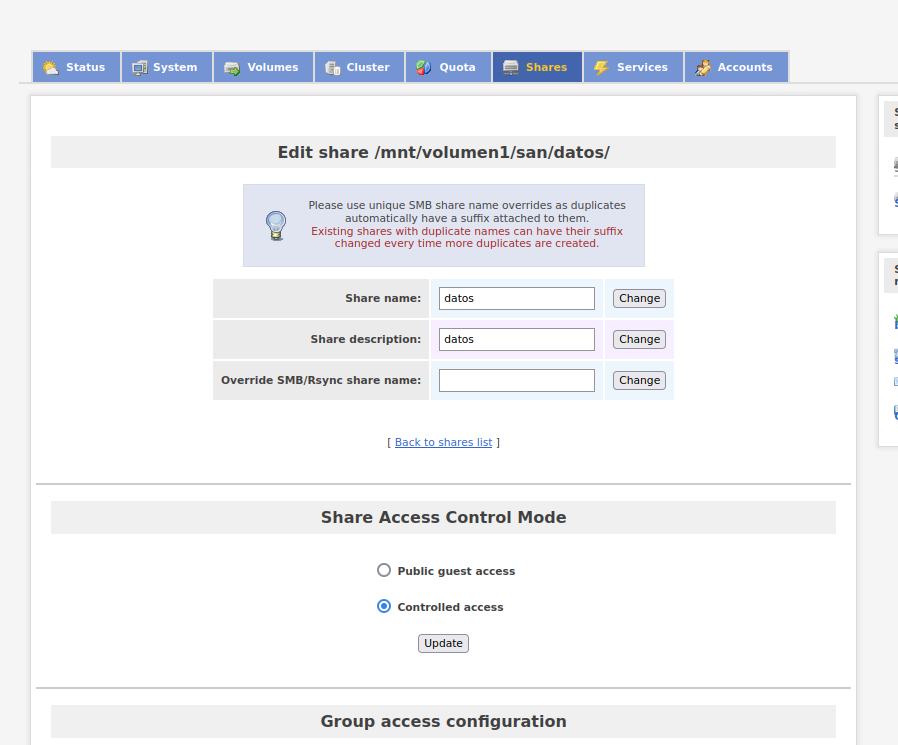 Status System Volumes Cluster Quota Shares Services Accounts
Edit share /mnt/volumen1/san/datos/
Please use unique SMB share name overrides as duplicates
automatically have a suffix attached to them.
Existing shares with duplicate names can have their suffix
changed every time more duplicates are created.
Share name: datos Change
Share description: datos Change
Override SMB/Rsync share name: Change
[ Back to shares list ]
Share Access Control Mode
Public guest access
Controlled access
Update
Group access configuration